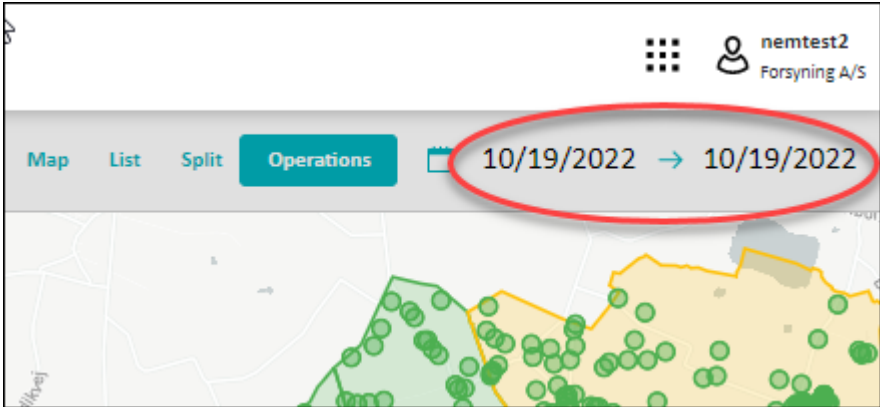 nemtest2
Forsyning A/S
Map List Split Operations 10/19/2022 → 10/19/2022